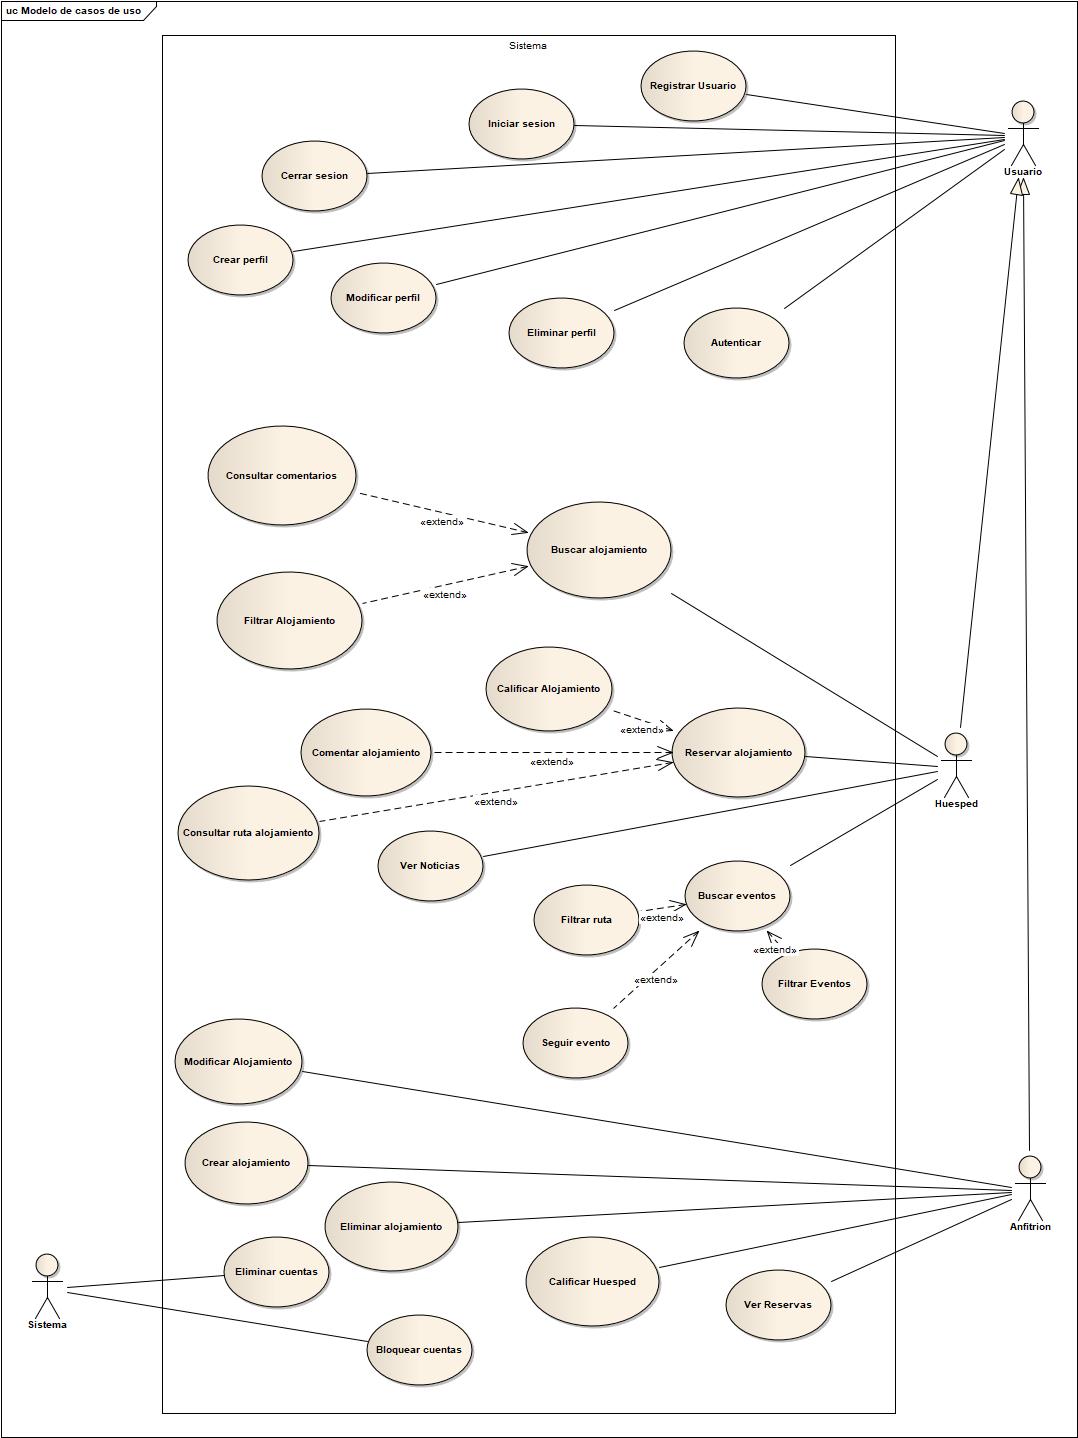 uc Modelo de casos de uso
Sistema
Registrar Usuario
Iniciar sesion
Cerrar sesion
Usuario
Crear perfil
Modificar perfil
Eliminar perfil
Autenticar
Consultar comentarios
«extend»
Buscar alojamiento
«extend»
Filtrar Alojamiento
Calificar Alojamiento
«extend»
Comentar alojamiento
Reservar alojamiento
«extend»
«extend»
Huesped
Consultar ruta alojamiento
Ver Noticias
Buscar eventos
Filtrar ruta
«extend»
«extend»
«extend»
Filtrar Eventos
Seguir evento
Modificar Alojamiento
Crear alojamiento
Eliminar alojamiento
Anfitrion
Eliminar cuentas
Calificar Huesped
Ver Reservas
Sistema
Bloquear cuentas